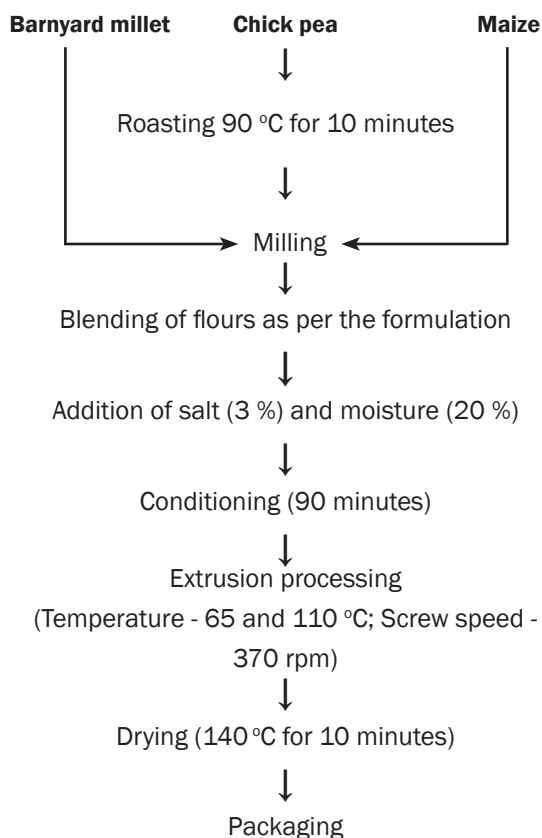 Barnyard millet Chick pea Maize
Roasting 90 °C for 10 minutes
Milling
Blending of flours as per the formulation
Addition of salt (3 %) and moisture (20 %)
Conditioning (90 minutes)
Extrusion processing
(Temperature - 65 and 110 °C; Screw speed -
370 rpm)
Drying (140 °C for 10 minutes)
Packaging